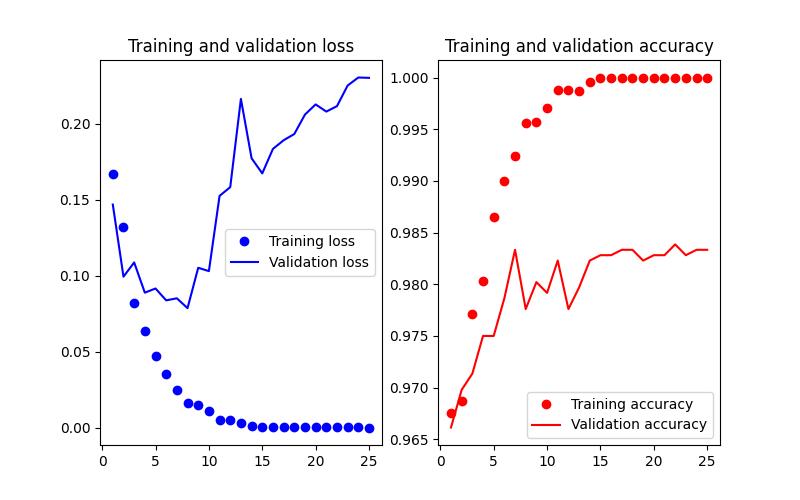 Training and validation loss
0.20
0.15
0.10
0.05
0.00
0 5 10 15 20 25
Training loss
Validation loss
Training and validation accuracy
1.000
0.995
0.990
0.985
0.980
0.975
0.970
0.965
0 5 10 15 20 25
Training accuracy
Validation accuracy